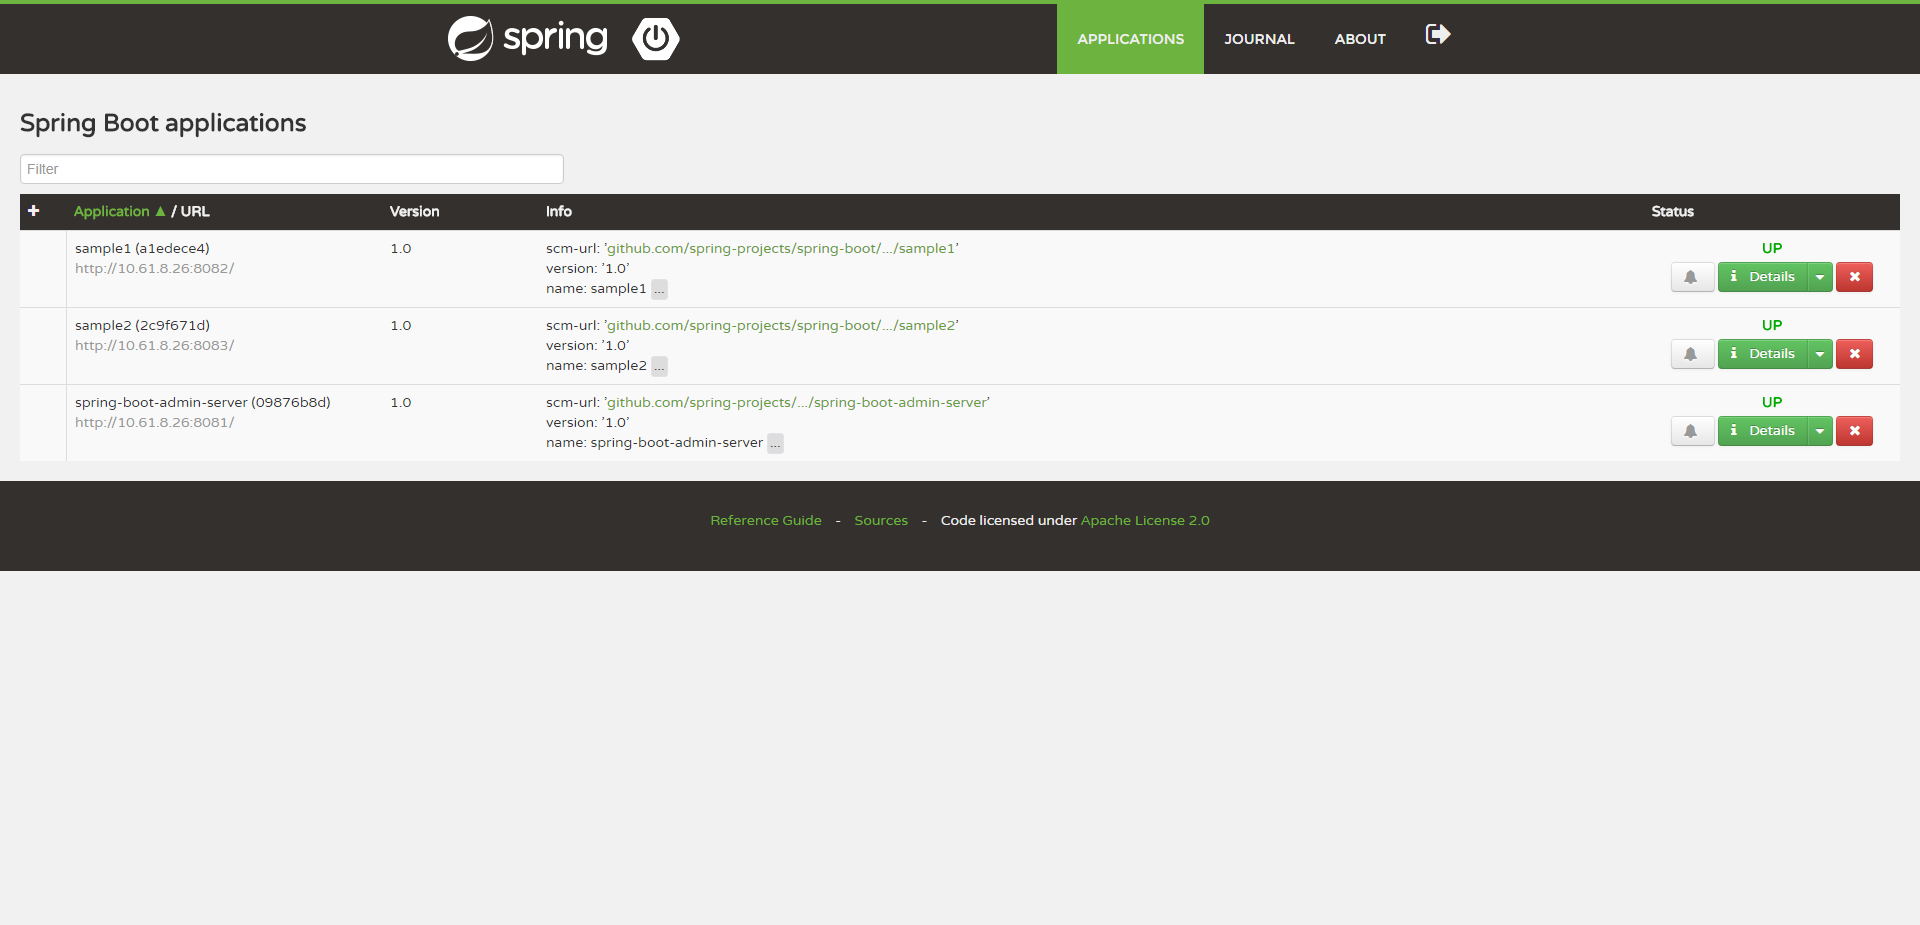 spring
APPLICATIONS JOURNAL ABOUT
Spring Boot applications
Filter
Application ▲ / URL Version Info Status
sample1 (a1edece4) 1.0 scm-url: 'github.com/spring-projects/spring-boot/.../sample1' UP
http://10.61.8.26:8082/ version: '1.0' Details
name: sample1 ...
sample2 (2c9f671d) 1.0 scm-url: 'github.com/spring-projects/spring-boot/.../sample2' UP
http://10.61.8.26:8083/ version: '1.0' Details
name: sample2 ...
spring-boot-admin-server (09876b8d) 1.0 scm-url: 'github.com/spring-projects/.../spring-boot-admin-server' UP
http://10.61.8.26:8081/ version: '1.0' Details
name: spring-boot-admin-server ...
Reference Guide - Sources - Code licensed under Apache License 2.0